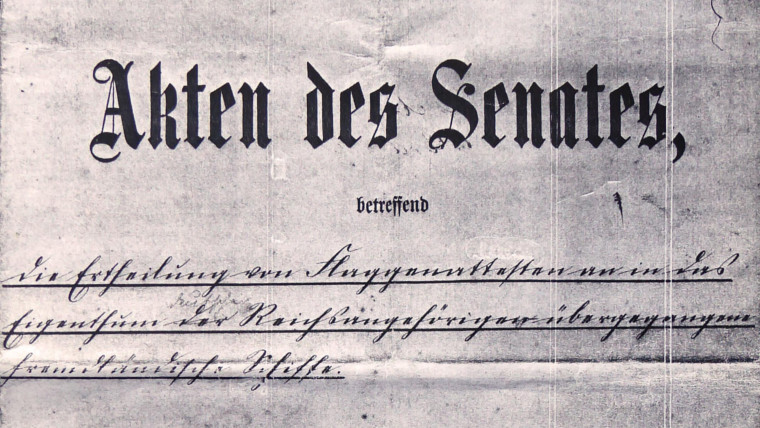 Akten des Senates,
betreffend
die Ertheilung von Flaggenattesten an in das
Eigenthum der Reichsangehörigen übergegangene
fremdländische Schiffe.